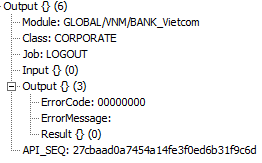 Output {} (6)
Module: GLOBAL/VNM/BANK_Vietcom
Class: CORPORATE
Job: LOGOUT
Input {} (0)
Output {} (3)
ErrorCode: 00000000
ErrorMessage:
Result {} (0)
API_SEQ: 27cbaad0a7454a14fe3f0ed6b31f9c6d